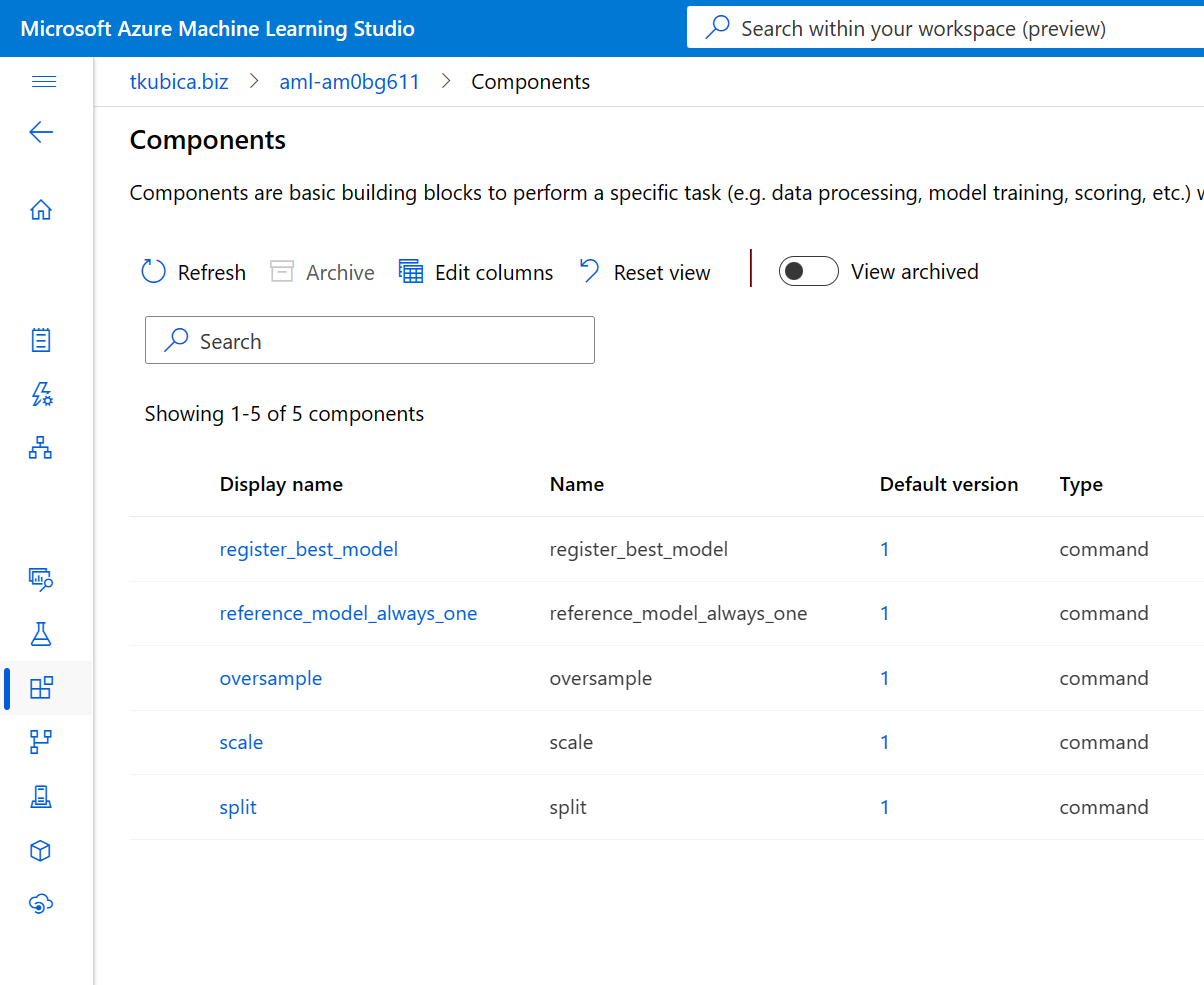 Microsoft Azure Machine Learning Studio
Search within your workspace (preview)
tkubica.biz > aml-am0bg611 > Components
Components
Components are basic building blocks to perform a specific task (e.g. data processing, model training, scoring, etc.)
Refresh Archive Edit columns Reset view View archived
Search
Showing 1-5 of 5 components
Display name Name Default version Type
register_best_model register_best_model 1 command
reference_model_always_one reference_model_always_one 1 command
oversample oversample 1 command
scale scale 1 command
split split 1 command